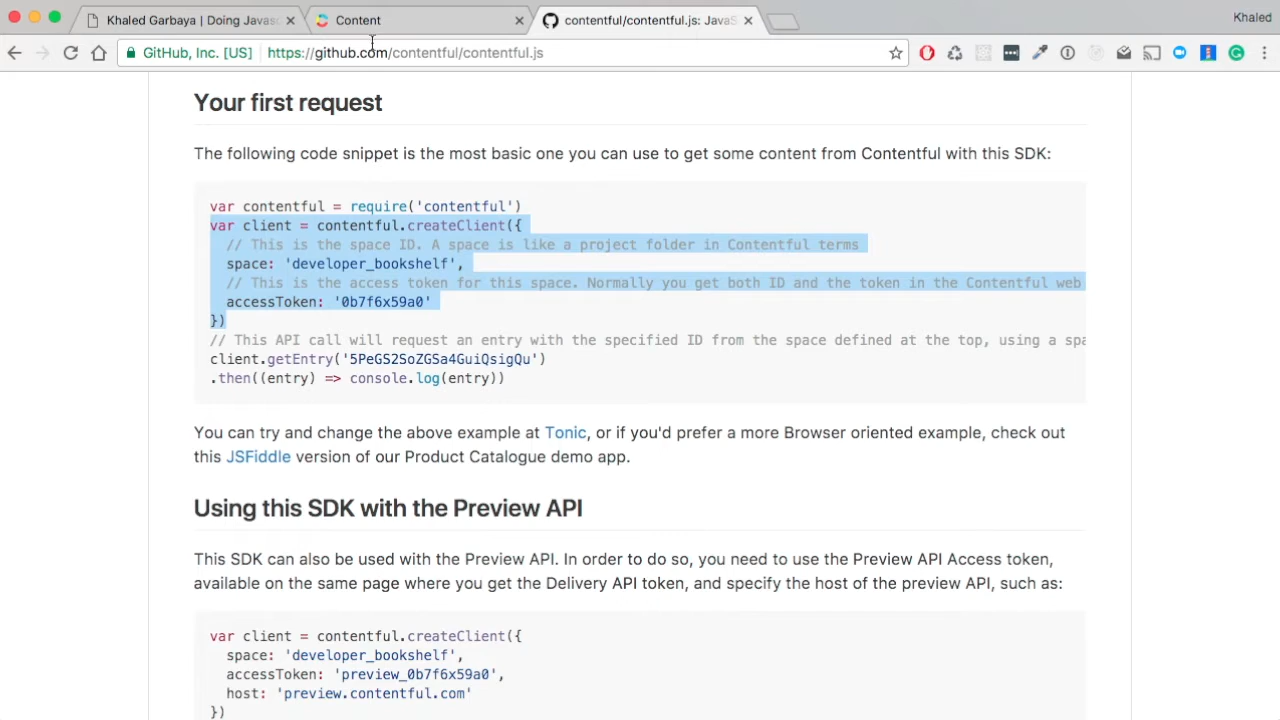 Khaled Garbaya | Doing Javas
Content
contentful/contentful.js: JavaS
Khaled
GitHub, Inc. [US]
https://github.com/contentful/contentful.js
Your first request
The following code snippet is the most basic one you can use to get some content from Contentful with this SDK:
var contentful = require('contentful')
var client = contentful.createClient({
// This is the space ID. A space is like a project folder in Contentful terms
space: 'developer_bookshelf',
// This is the access token for this space. Normally you get both ID and the token in the Contentful web
accessToken: '0b7f6x59a0'
})
// This API call will request an entry with the specified ID from the space defined at the top, using a spa
client.getEntry('5PeGS2SoZGSa4GuiQsigQu')
.then((entry) => console.log(entry))
You can try and change the above example at Tonic, or if you'd prefer a more Browser oriented example, check out
this JSFiddle version of our Product Catalogue demo app.
Using this SDK with the Preview API
This SDK can also be used with the Preview API. In order to do so, you need to use the Preview API Access token,
available on the same page where you get the Delivery API token, and specify the host of the preview API, such as:
var client = contentful.createClient({
space: 'developer_bookshelf',
accessToken: 'preview_0b7f6x59a0',
host: 'preview.contentful.com'
})